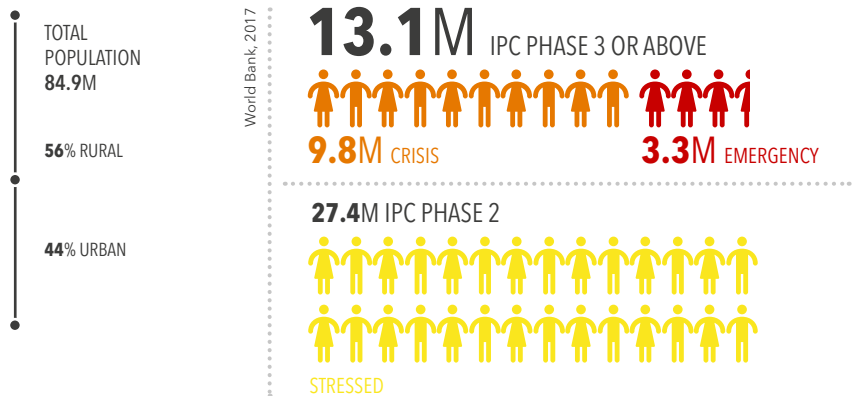 TOTAL
POPULATION
84.9M
56% RURAL
44% URBAN
World Bank, 2017
13.1M IPC PHASE 3 OR ABOVE
9.8M CRISIS
3.3M EMERGENCY
27.4M IPC PHASE 2
STRESSED